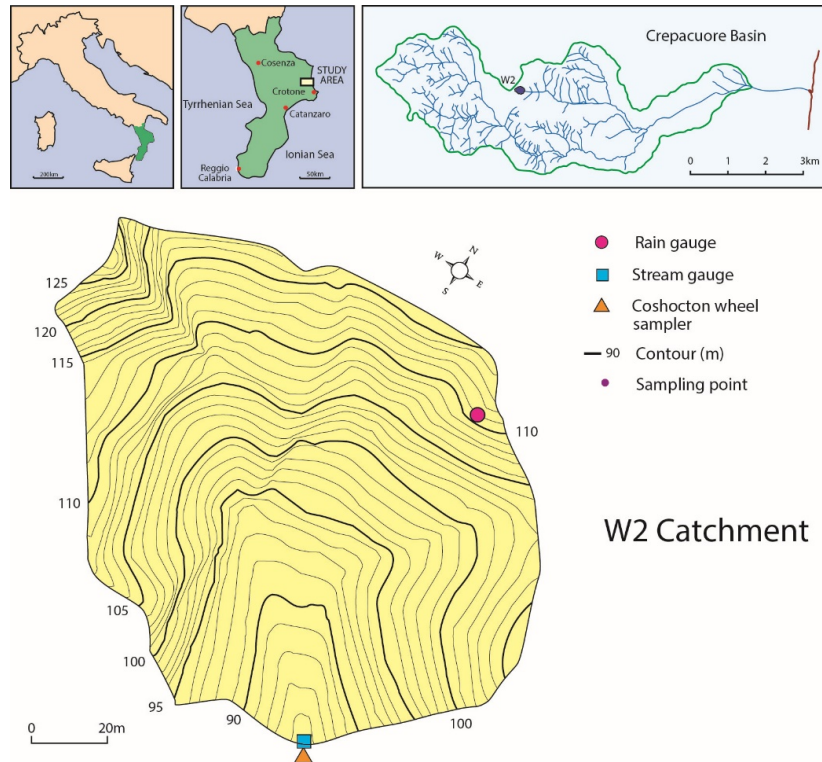 200km
Cosenza
STUDY
AREA
Crotone
Tyrrhenian Sea
Catanzaro
Ionian Sea
Reggio
Calabria
50km
Crepacuore Basin
W2
0 1 2 3km
N
W
E
S
Rain gauge
Stream gauge
Coshocton wheel
sampler
90 Contour (m)
Sampling point
125
120
115
110
110
W2 Catchment
105
100
95
90
100
0 20m